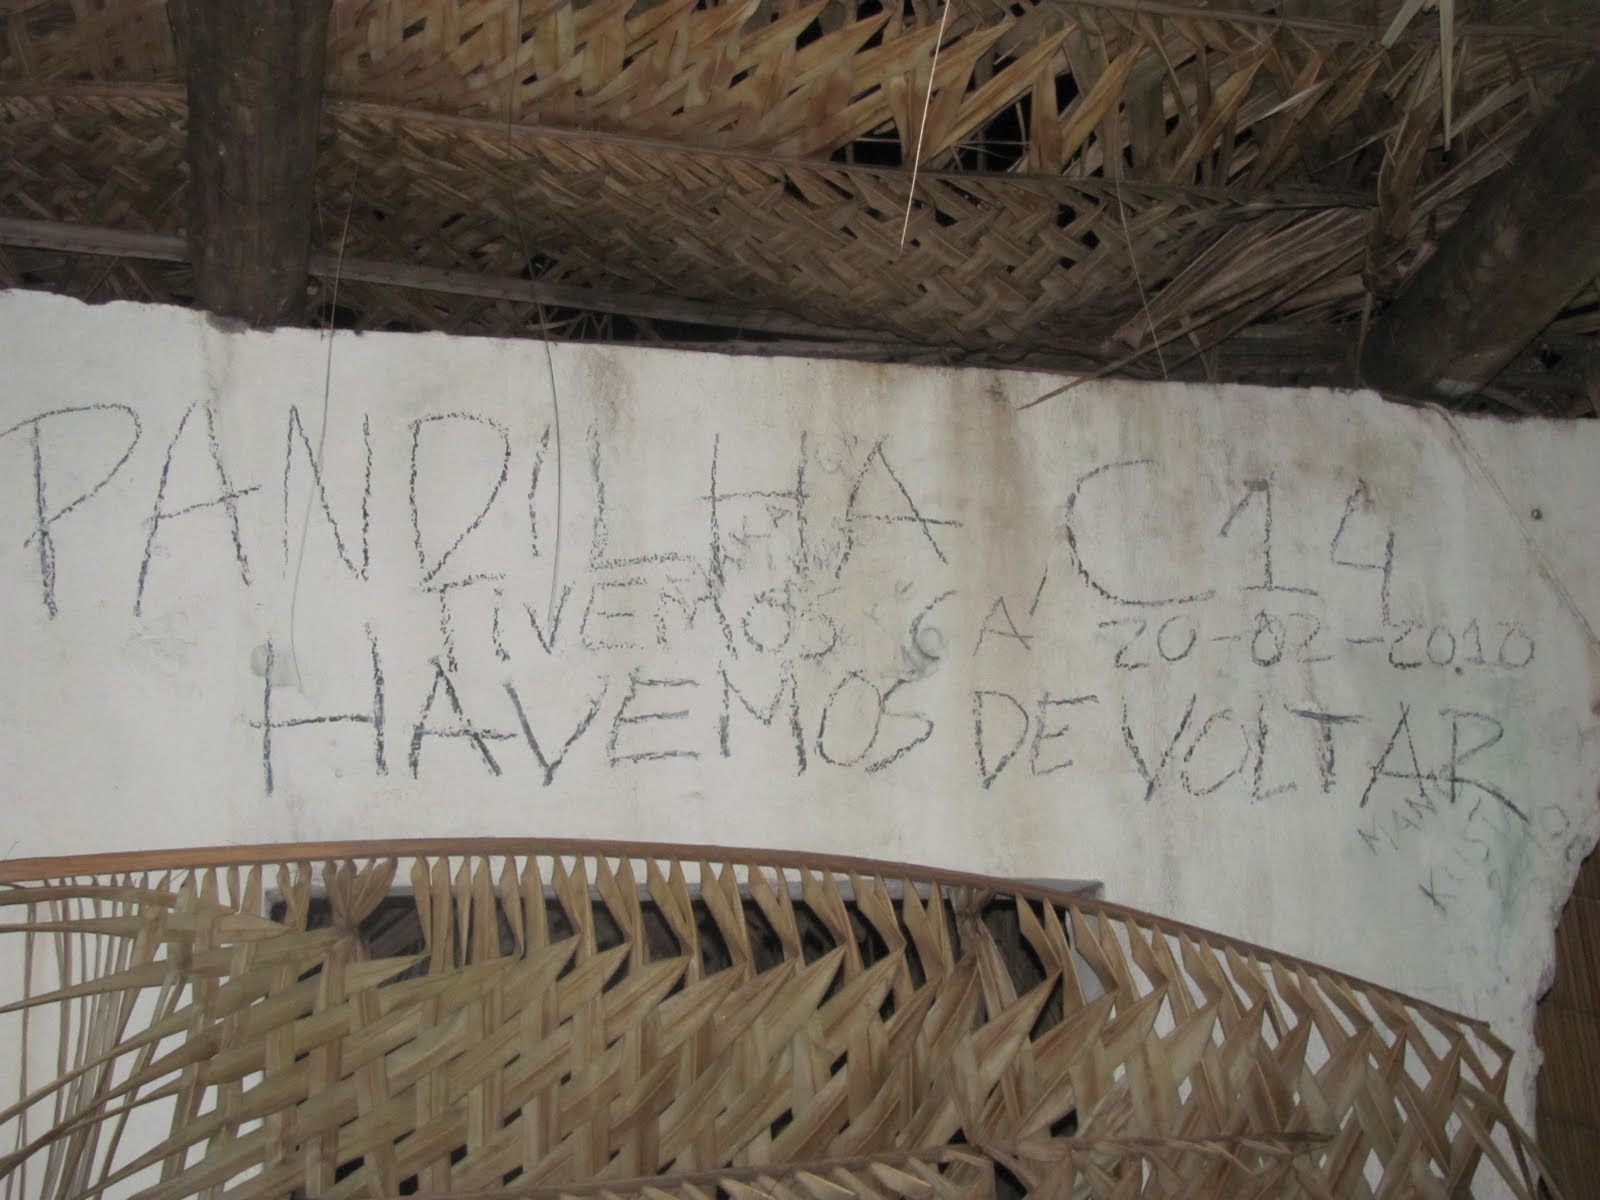 PANDILHA C14
TIVEMOS CÁ 20-02-2010
HAVEMOS DE VOLTAR